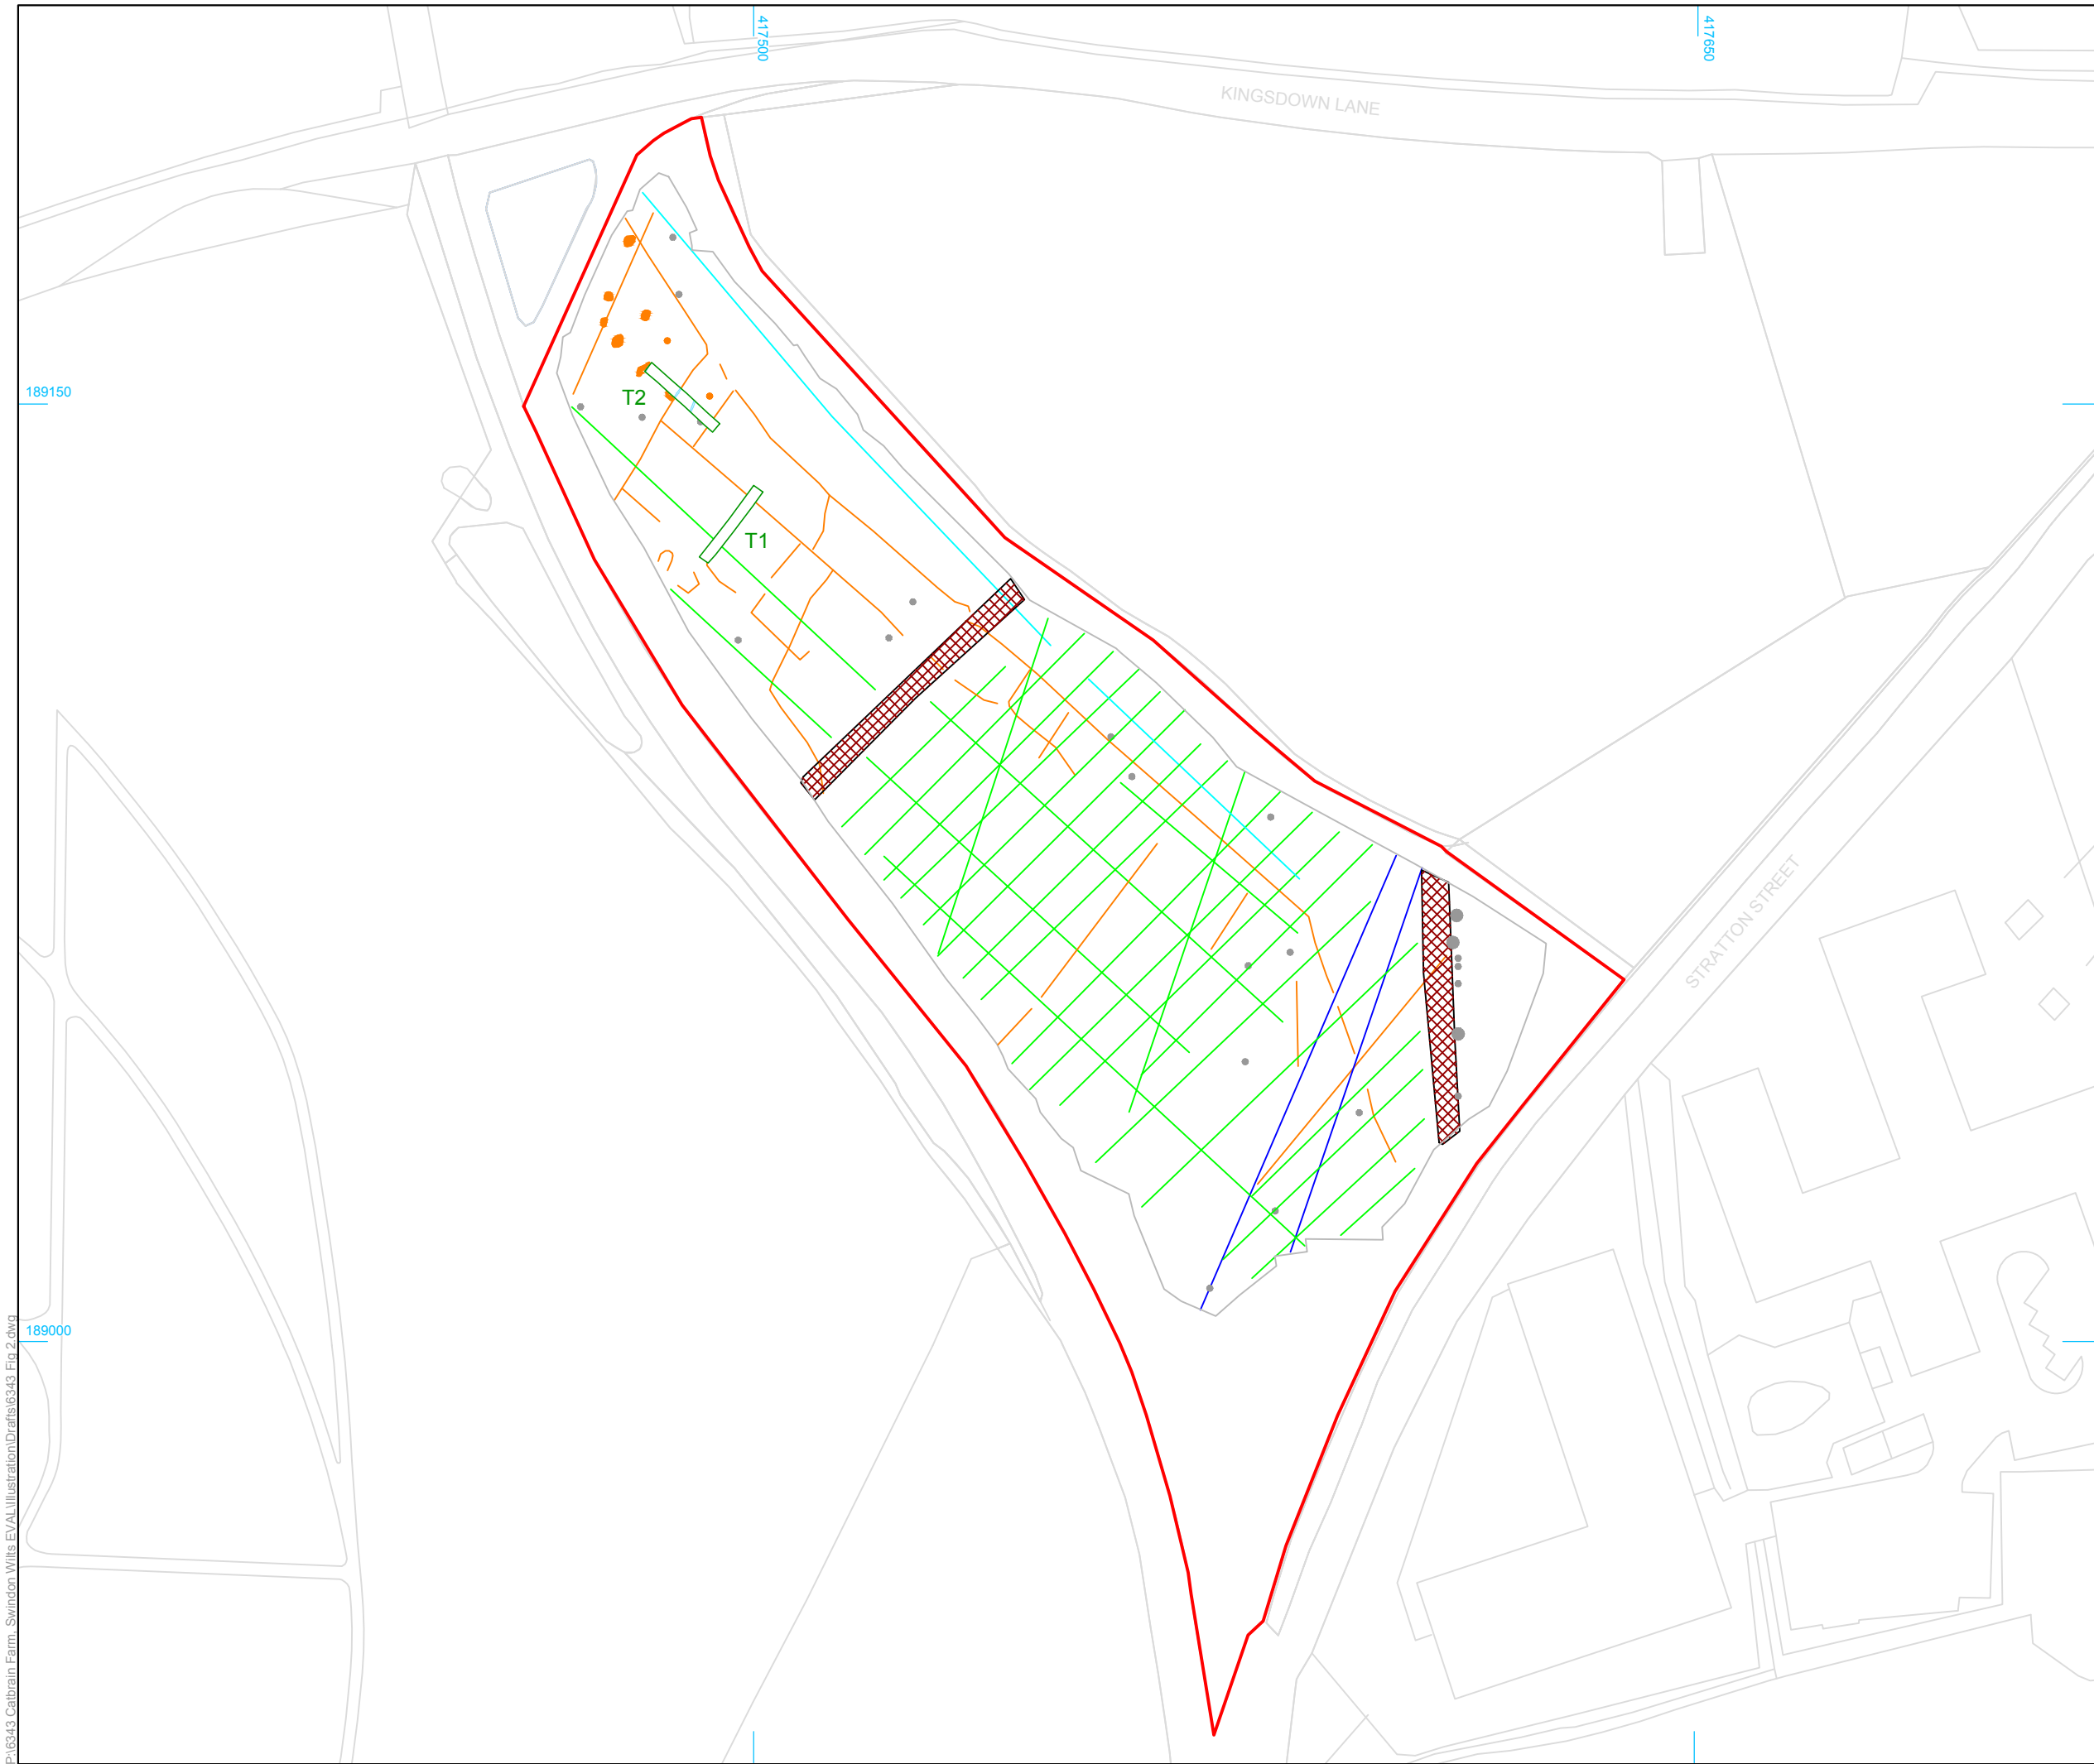 417500
417650
KINGSDOWN LANE
189150
T2
T1
STRATTON STREET
189000
P:\6343 Catbrain Farm, Swindon Wilts EVAL\Illustration\Drafts\6343 Fig 2.dwg